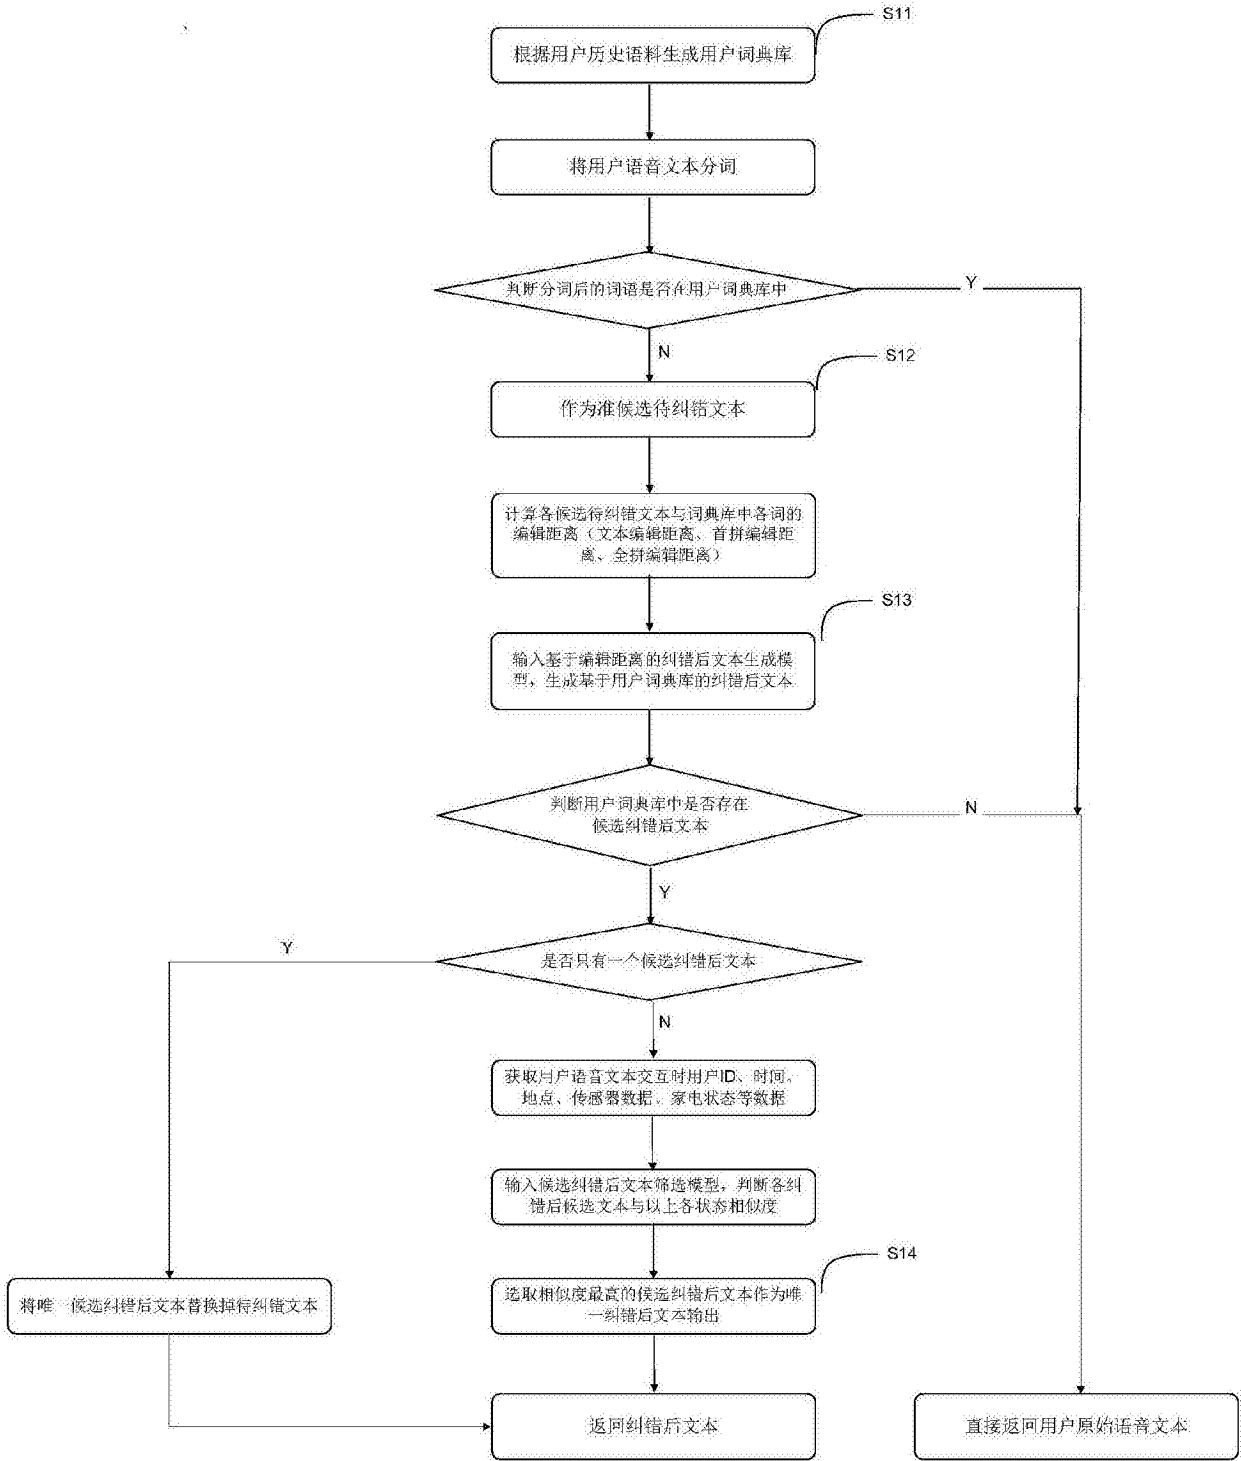 S11
根据用户历史语料生成用户词典库
将用户语音文本分词
判断分词后的词语是否在用户词典库中
Y
N
S12
作为准候选待纠错文本
计算各候选待纠错文本与词典库中各词的
编辑距离（文本编辑距离、首拼编辑距
离、全拼编辑距离）
S13
输入基于编辑距离的纠错后文本生成模
型，生成基于用户词典库的纠错后文本
判断用户词典库中是否存在
候选纠错后文本
N
Y
是否只有一个候选纠错后文本
Y
N
获取用户语音文本交互时用户ID、时间、
地点、传感器数据、家电状态等数据
输入候选纠错后文本筛选模型，判断各纠
错后候选文本与以上各状态相似度
S14
选取相似度最高的候选纠错后文本作为唯
一纠错后文本输出
将唯一候选纠错后文本替换掉待纠错文本
返回纠错后文本
直接返回用户原始语音文本